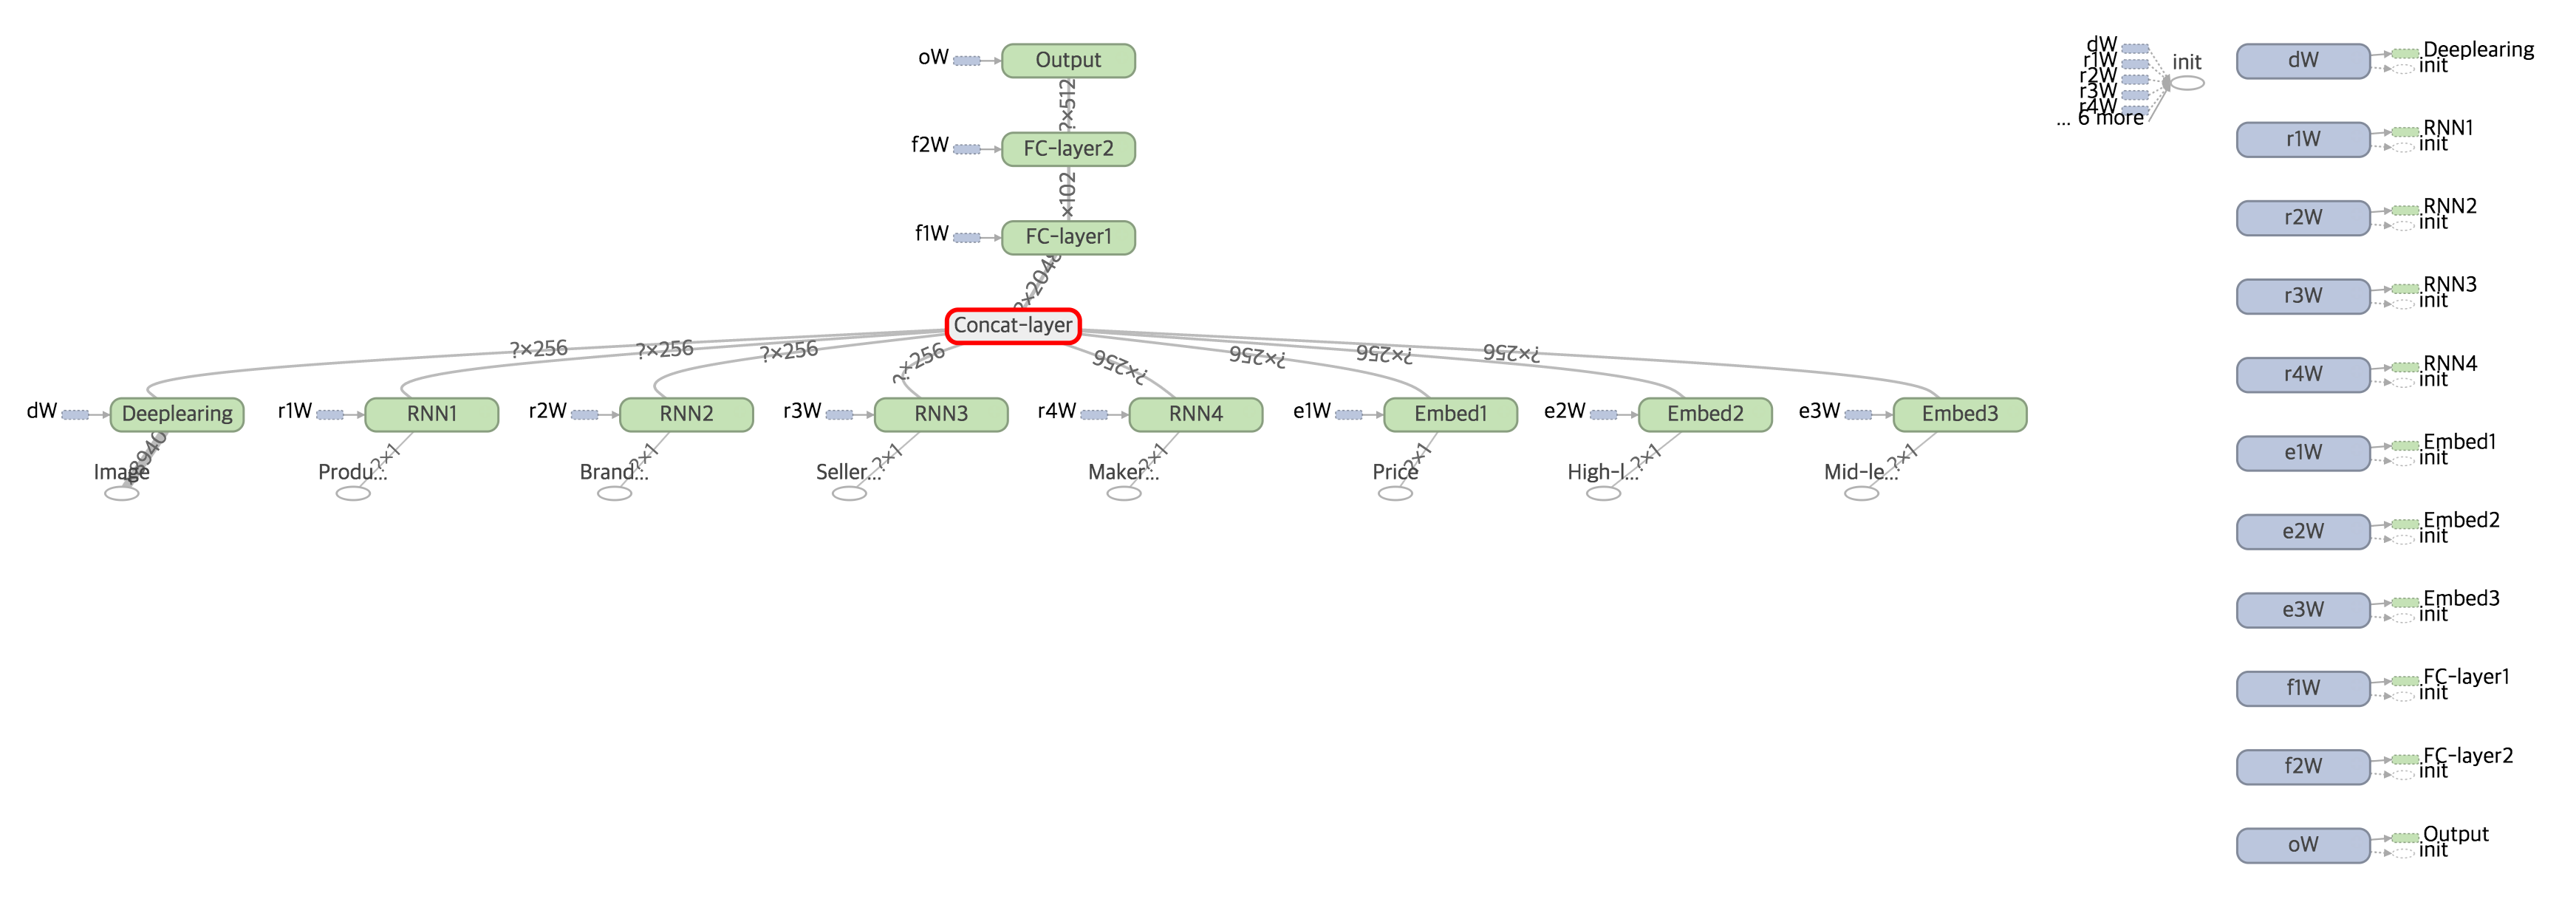 oW
Output
?×512
f2W
FC-layer2
×102
f1W
FC-layer1
?×2048
Concat-layer
?×256
?×256
?×256
?×256
?×256
?×256
?×256
?×256
dW
Deeplearing
r1W
RNN1
r2W
RNN2
r3W
RNN3
r4W
RNN4
e1W
Embed1
e2W
Embed2
e3W
Embed3
Image
Produ...
?×1
Brand...
?×1
Seller...
?×1
Maker...
?×1
Price
?×1
High-l...
?×1
Mid-le...
?×1
dW
r1W
r2W
r3W
r4W
... 6 more
init
dW
Deeplearing
init
r1W
RNN1
init
r2W
RNN2
init
r3W
RNN3
init
r4W
RNN4
init
e1W
Embed1
init
e2W
Embed2
init
e3W
Embed3
init
f1W
FC-layer1
init
f2W
FC-layer2
init
oW
Output
init